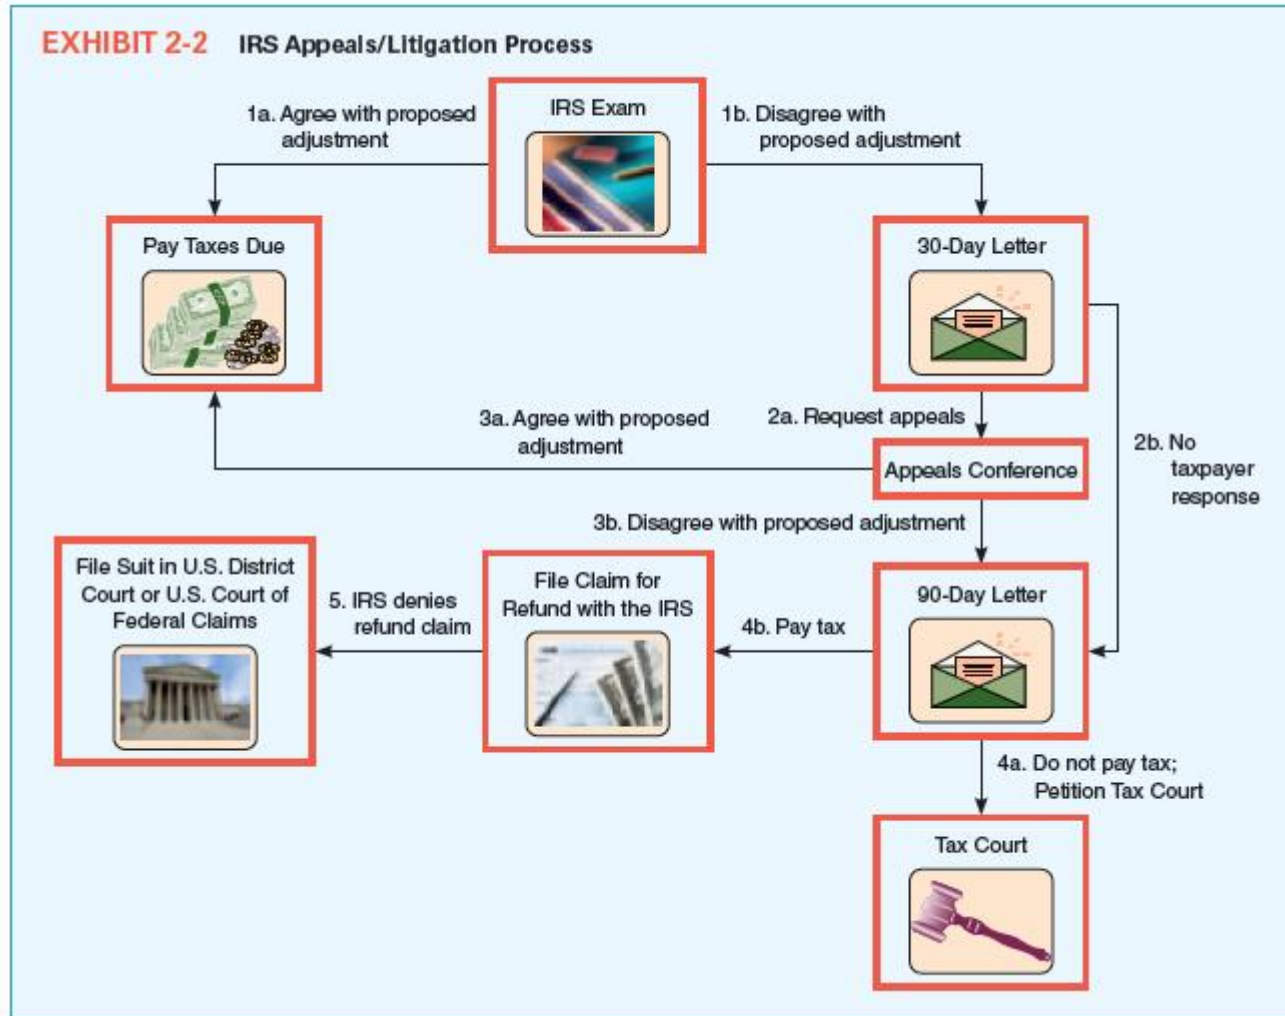 EXHIBIT 2-2 IRS Appeals/Litigation Process
IRS Exam
1a. Agree with proposed
adjustment
1b. Disagree with
proposed adjustment
Pay Taxes Due
30-Day Letter
3a. Agree with proposed
adjustment
2a. Request appeals
2b. No
taxpayer
response
Appeals Conference
3b. Disagree with proposed adjustment
File Suit in U.S. District
Court or U.S. Court of
Federal Claims
5. IRS denies
refund claim
File Claim for
Refund with the IRS
4b. Pay tax
90-Day Letter
4a. Do not pay tax;
Petition Tax Court
Tax Court